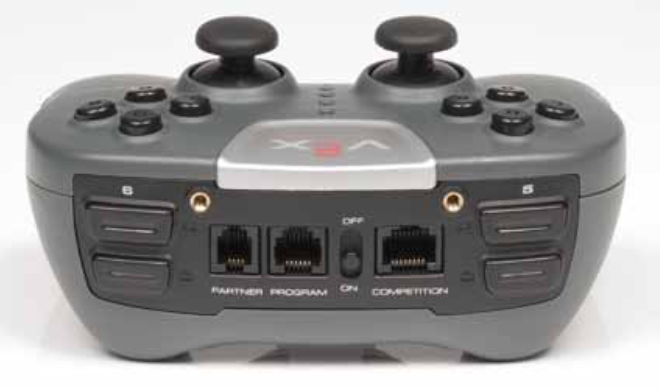 VEX
6
5
OFF
PARTNER PROGRAM ON COMPETITION